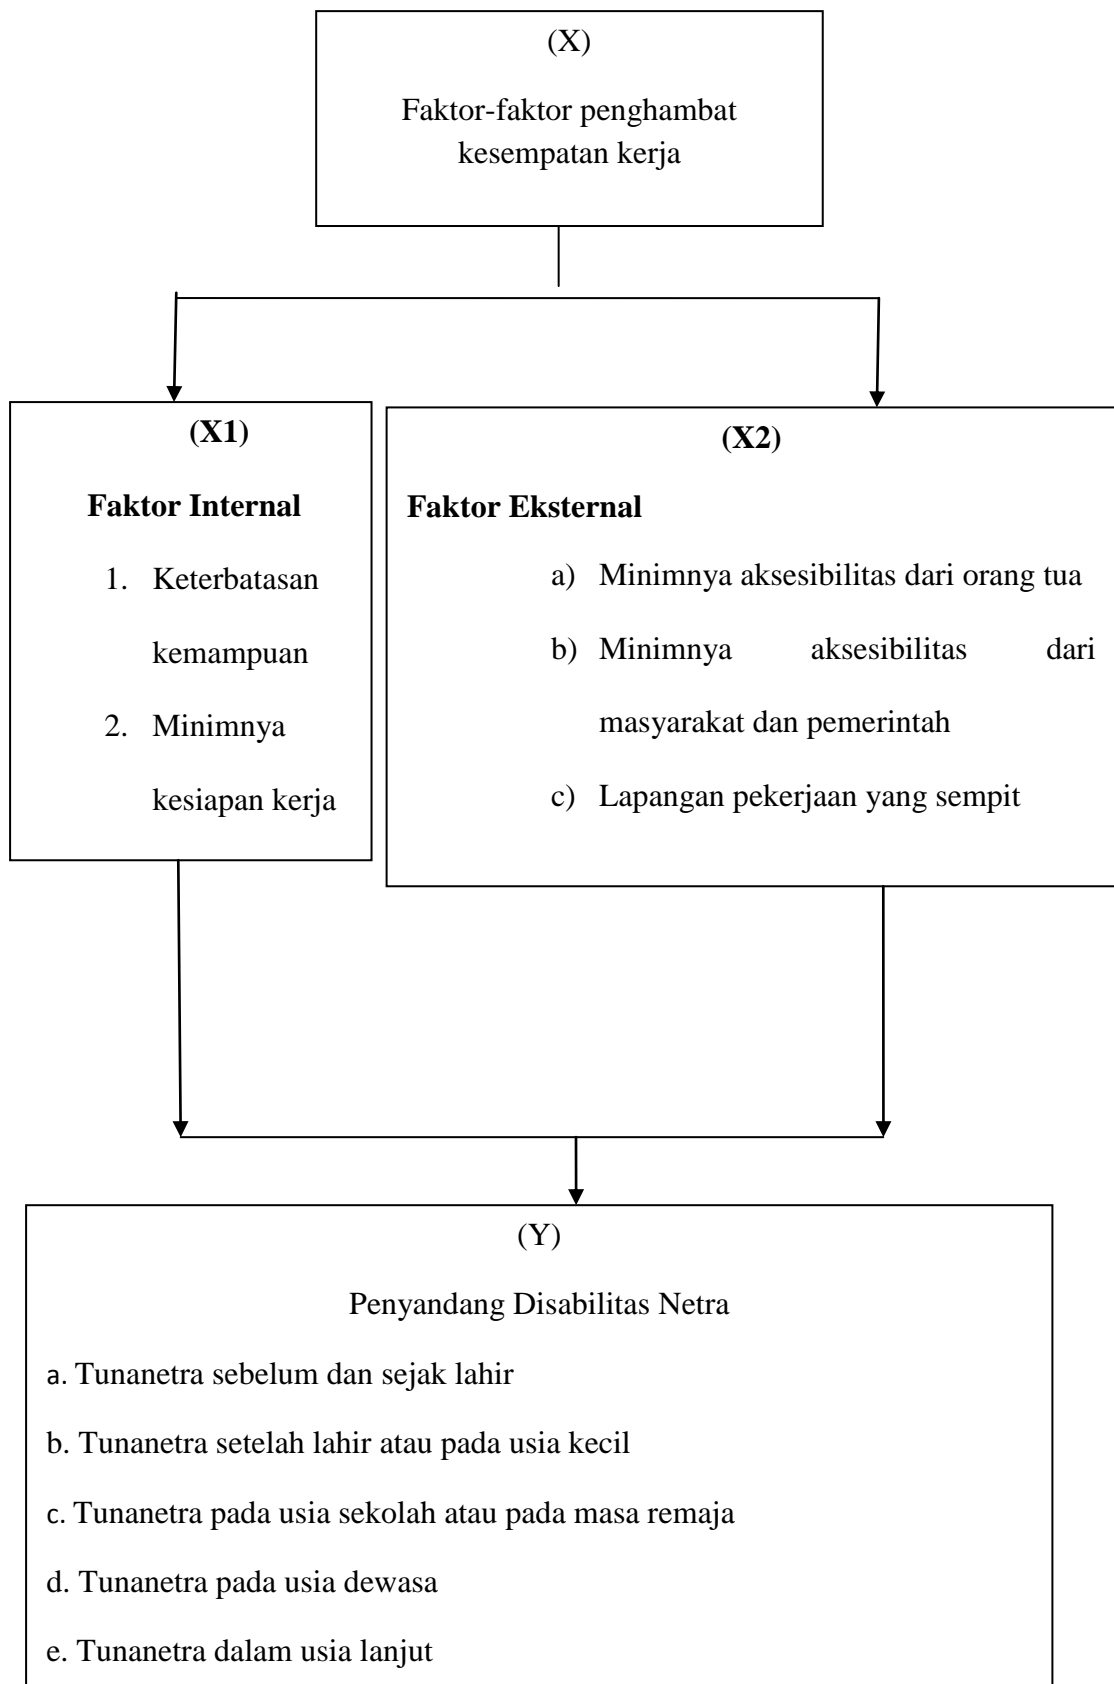 (X)
Faktor-faktor penghambat
kesempatan kerja
(X1)
Faktor Internal
1. Keterbatasan
kemampuan
2. Minimnya
kesiapan kerja
(X2)
Faktor Eksternal
a) Minimnya aksesibilitas dari orang tua
b) Minimnya aksesibilitas dari
masyarakat dan pemerintah
c) Lapangan pekerjaan yang sempit
(Y)
Penyandang Disabilitas Netra
a. Tunanetra sebelum dan sejak lahir
b. Tunanetra setelah lahir atau pada usia kecil
c. Tunanetra pada usia sekolah atau pada masa remaja
d. Tunanetra pada usia dewasa
e. Tunanetra dalam usia lanjut